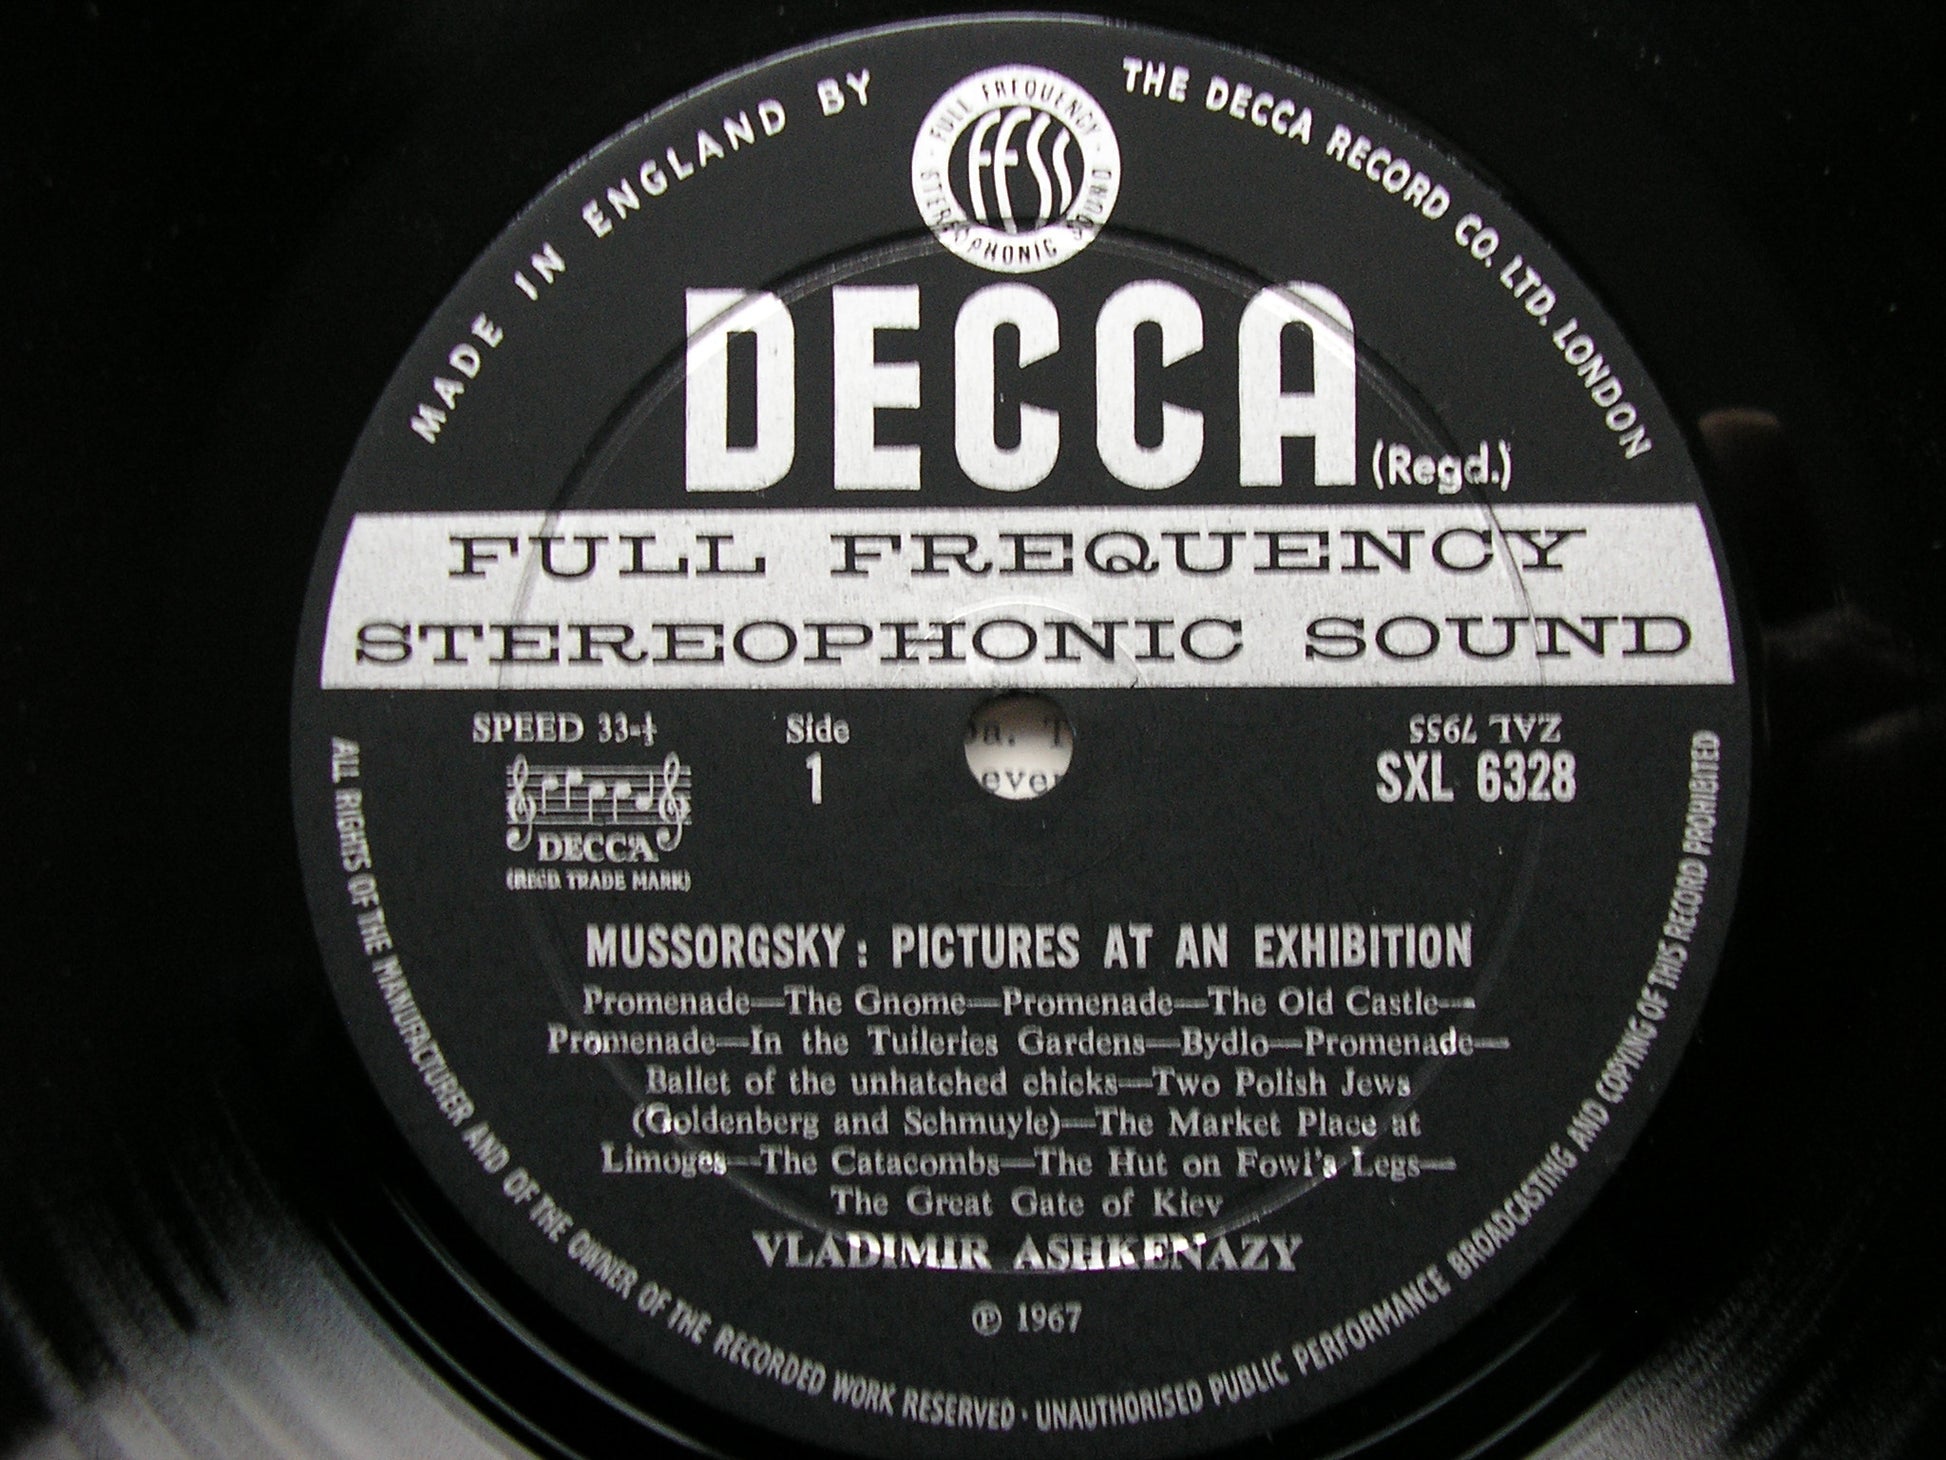 MADE IN ENGLAND BY
THE DECCA RECORD CO. LTD. LONDON
FULL FREQUENCY · STEREOPHONIC SOUND ·
FFSS
DECCA (Regd.)
FULL FREQUENCY
STEREOPHONIC SOUND
SPEED 33-⅓
Side
1
ZAL 7955
SXL 6328
DECCA
(REGD. TRADE MARK)
MUSSORGSKY: PICTURES AT AN EXHIBITION
Promenade—The Gnome—Promenade—The Old Castle—
Promenade—In the Tuileries Gardens—Bydlo—Promenade—
Ballet of the unhatched chicks—Two Polish Jews
(Goldenberg and Schmuyle)—The Market Place at
Limoges—The Catacombs—The Hut on Fowl's Legs—
The Great Gate of Kiev
VLADIMIR ASHKENAZY
℗ 1967
ALL RIGHTS OF THE MANUFACTURER AND OF THE OWNER OF THE RECORDED WORK RESERVED · UNAUTHORISED PUBLIC PERFORMANCE BROADCASTING AND COPYING OF THIS RECORD PROHIBITED